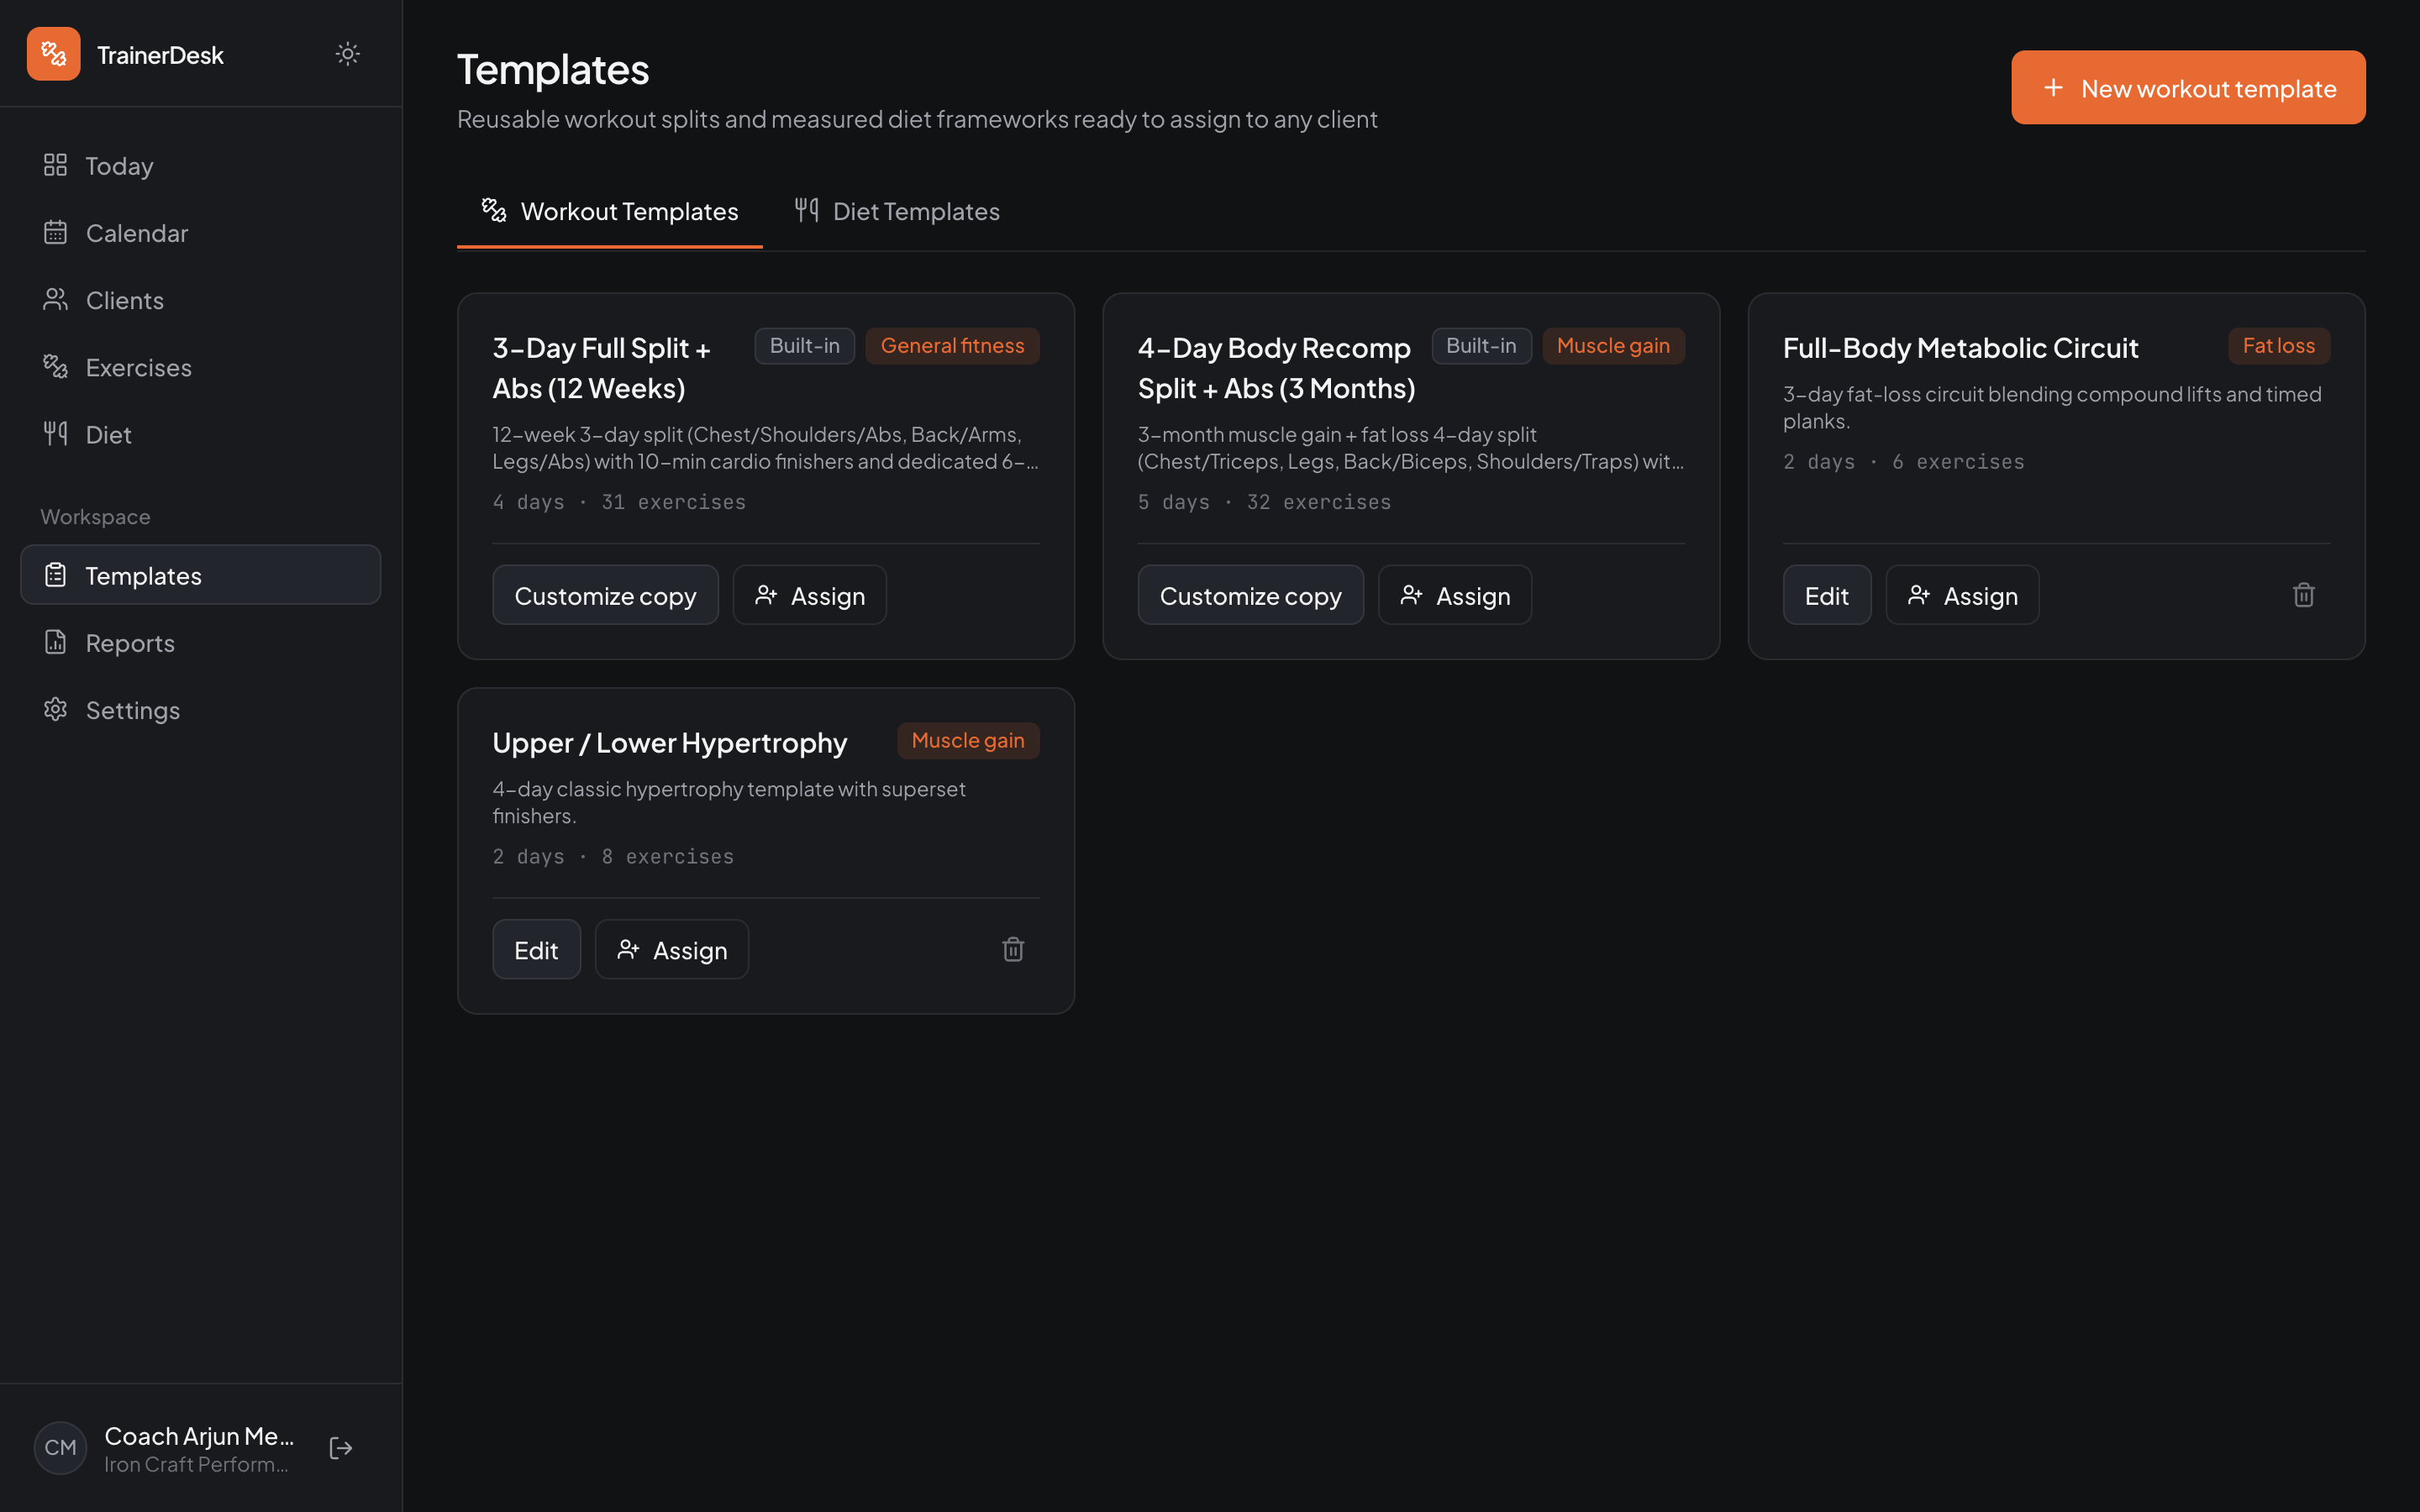 TrainerDesk
Today
Calendar
Clients
Exercises
Diet
Workspace
Templates
Reports
Settings
CM
Coach Arjun Me...
Iron Craft Perform...
Templates
Reusable workout splits and measured diet frameworks ready to assign to any client
+ New workout template
Workout Templates
Diet Templates
3-Day Full Split +
Abs (12 Weeks)
Built-in
General fitness
12-week 3-day split (Chest/Shoulders/Abs, Back/Arms,
Legs/Abs) with 10-min cardio finishers and dedicated 6-...
4 days · 31 exercises
Customize copy
Assign
4-Day Body Recomp
Split + Abs (3 Months)
Built-in
Muscle gain
3-month muscle gain + fat loss 4-day split
(Chest/Triceps, Legs, Back/Biceps, Shoulders/Traps) wit...
5 days · 32 exercises
Customize copy
Assign
Full-Body Metabolic Circuit
Fat loss
3-day fat-loss circuit blending compound lifts and timed
planks.
2 days · 6 exercises
Edit
Assign
Upper / Lower Hypertrophy
Muscle gain
4-day classic hypertrophy template with superset
finishers.
2 days · 8 exercises
Edit
Assign